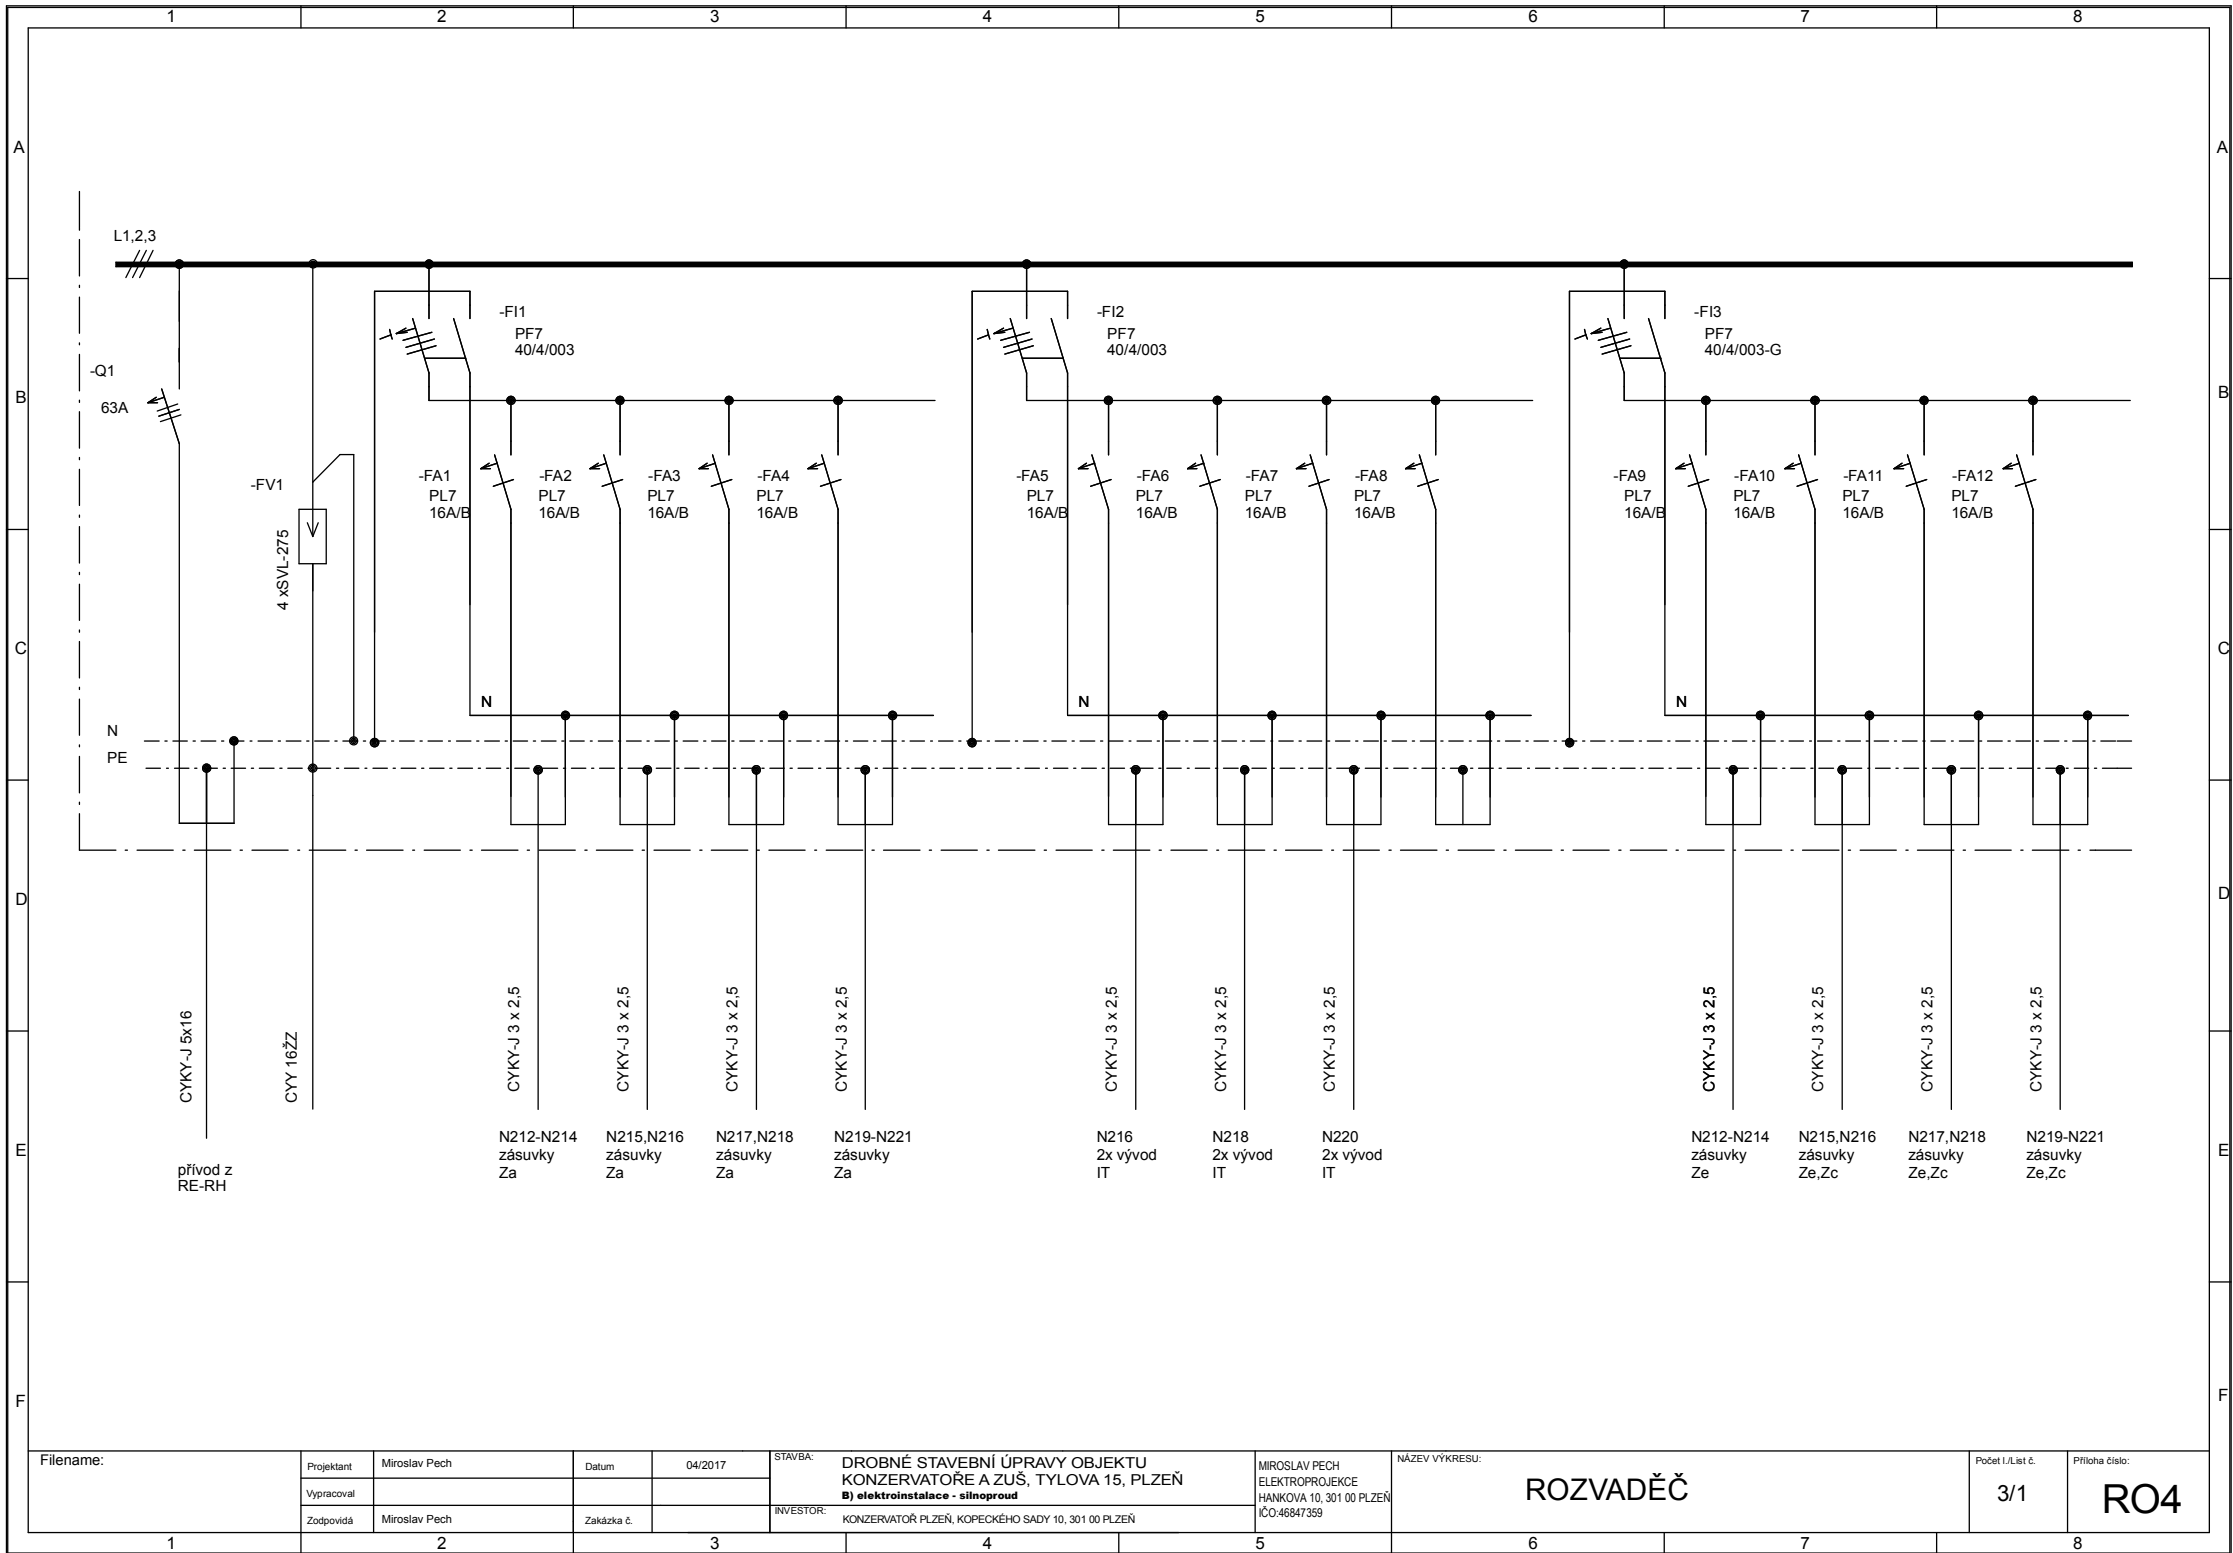 1 2 3 4 5 6 7 8
A A
L1,2,3
-FI1
PF7
40/4/003
-FI2
PF7
40/4/003
-FI3
PF7
40/4/003-G
-Q1
63A
B B
-FV1
4 xSVL-275
-FA1
PL7
16A/B
-FA2
PL7
16A/B
-FA3
PL7
16A/B
-FA4
PL7
16A/B
-FA5
PL7
16A/B
-FA6
PL7
16A/B
-FA7
PL7
16A/B
-FA8
PL7
16A/B
-FA9
PL7
16A/B
-FA10
PL7
16A/B
-FA11
PL7
16A/B
-FA12
PL7
16A/B
C C
N N N
N
PE
D D
CYKY-J 5x16
CYY 16ŽZ
CYKY-J 3 x 2,5
CYKY-J 3 x 2,5
CYKY-J 3 x 2,5
CYKY-J 3 x 2,5
CYKY-J 3 x 2,5
CYKY-J 3 x 2,5
CYKY-J 3 x 2,5
CYKY-J 3 x 2,5
CYKY-J 3 x 2,5
CYKY-J 3 x 2,5
CYKY-J 3 x 2,5
E E
přívod z
RE-RH
N212-N214
zásuvky
Za
N215,N216
zásuvky
Za
N217,N218
zásuvky
Za
N219-N221
zásuvky
Za
N216
2x vývod
IT
N218
2x vývod
IT
N220
2x vývod
IT
N212-N214
zásuvky
Ze
N215,N216
zásuvky
Ze,Zc
N217,N218
zásuvky
Ze,Zc
N219-N221
zásuvky
Ze,Zc
F F
Filename:
Projektant Miroslav Pech
Vypracoval
Zodpovídá Miroslav Pech
Datum 04/2017
Zakázka č.
STAVBA:
DROBNÉ STAVEBNÍ ÚPRAVY OBJEKTU
KONZERVATOŘE A ZUŠ, TYLOVA 15, PLZEŇ
B) elektroinstalace - silnoproud
INVESTOR:
KONZERVATOŘ PLZEŇ, KOPECKÉHO SADY 10, 301 00 PLZEŇ
MIROSLAV PECH
ELEKTROPROJEKCE
HANKOVA 10, 301 00 PLZEŇ
IČO:46847359
NÁZEV VÝKRESU:
ROZVADĚČ
Počet l./List č.
3/1
Příloha číslo:
RO4
1 2 3 4 5 6 7 8